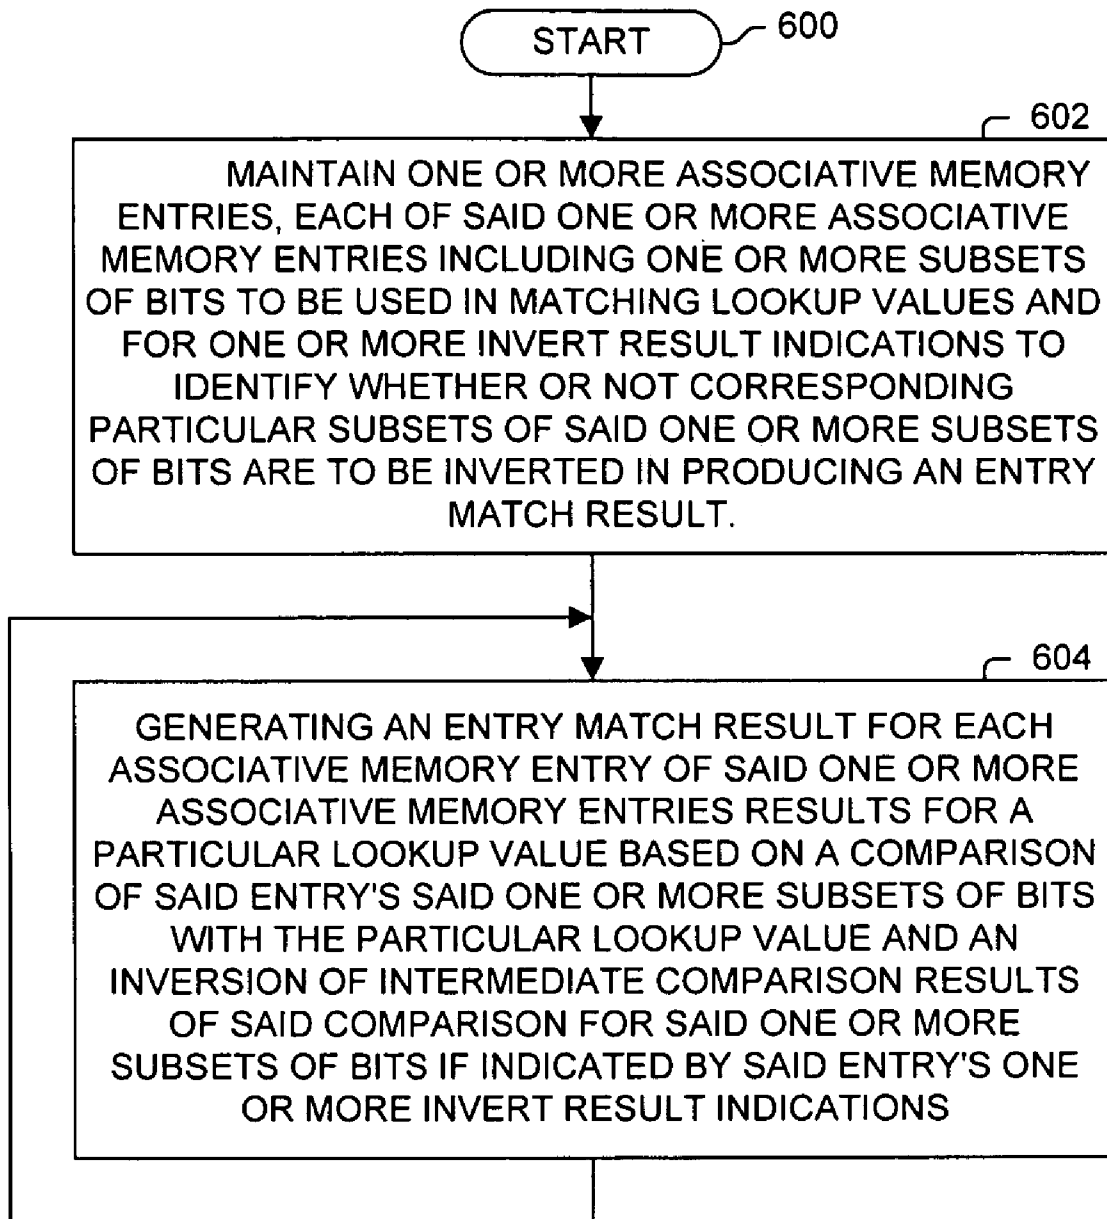 START
600
602
MAINTAIN ONE OR MORE ASSOCIATIVE MEMORY
ENTRIES, EACH OF SAID ONE OR MORE ASSOCIATIVE
MEMORY ENTRIES INCLUDING ONE OR MORE SUBSETS
OF BITS TO BE USED IN MATCHING LOOKUP VALUES AND
FOR ONE OR MORE INVERT RESULT INDICATIONS TO
IDENTIFY WHETHER OR NOT CORRESPONDING
PARTICULAR SUBSETS OF SAID ONE OR MORE SUBSETS
OF BITS ARE TO BE INVERTED IN PRODUCING AN ENTRY
MATCH RESULT.
604
GENERATING AN ENTRY MATCH RESULT FOR EACH
ASSOCIATIVE MEMORY ENTRY OF SAID ONE OR MORE
ASSOCIATIVE MEMORY ENTRIES RESULTS FOR A
PARTICULAR LOOKUP VALUE BASED ON A COMPARISON
OF SAID ENTRY'S SAID ONE OR MORE SUBSETS OF BITS
WITH THE PARTICULAR LOOKUP VALUE AND AN
INVERSION OF INTERMEDIATE COMPARISON RESULTS
OF SAID COMPARISON FOR SAID ONE OR MORE
SUBSETS OF BITS IF INDICATED BY SAID ENTRY'S ONE
OR MORE INVERT RESULT INDICATIONS